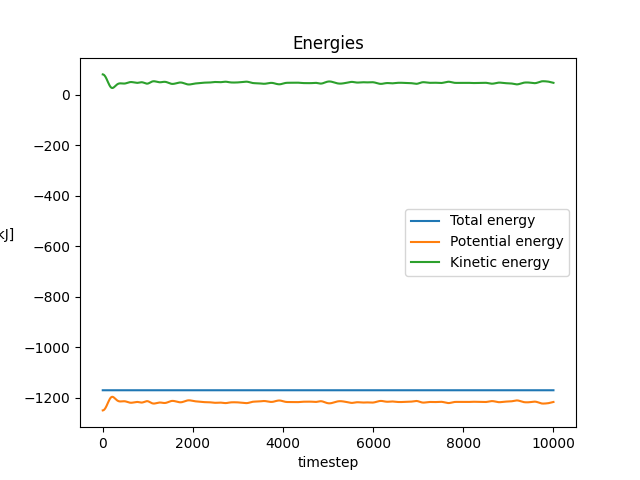 Energies
0
−200
−400
−600
−800
−1000
−1200
kJ]
Total energy
Potential energy
Kinetic energy
0 2000 4000 6000 8000 10000
timestep